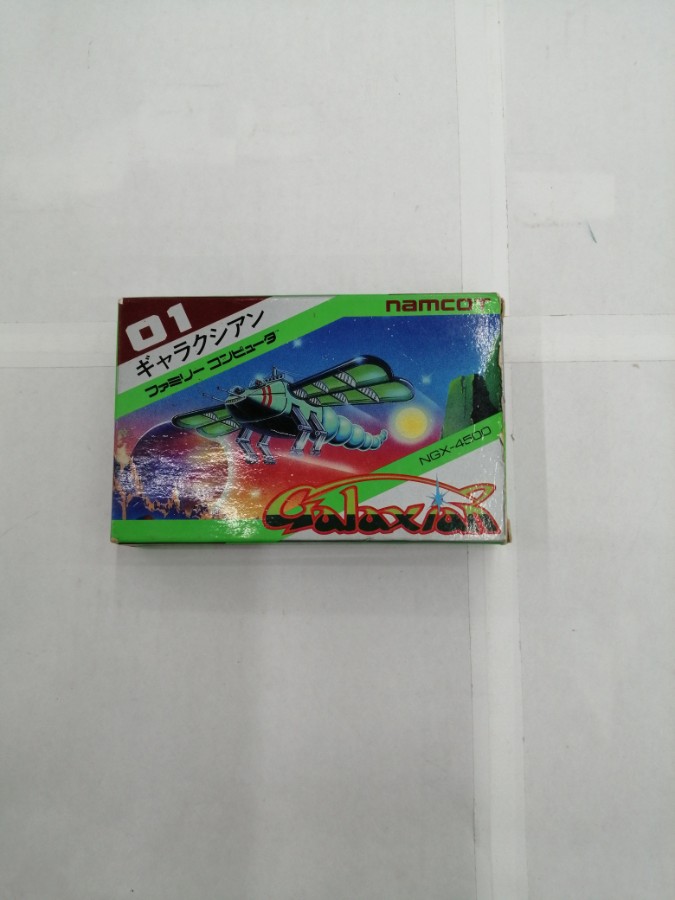 01
ギャラクシアン
ファミリー コンピュータ
namcot
NGX-4500
Galaxian